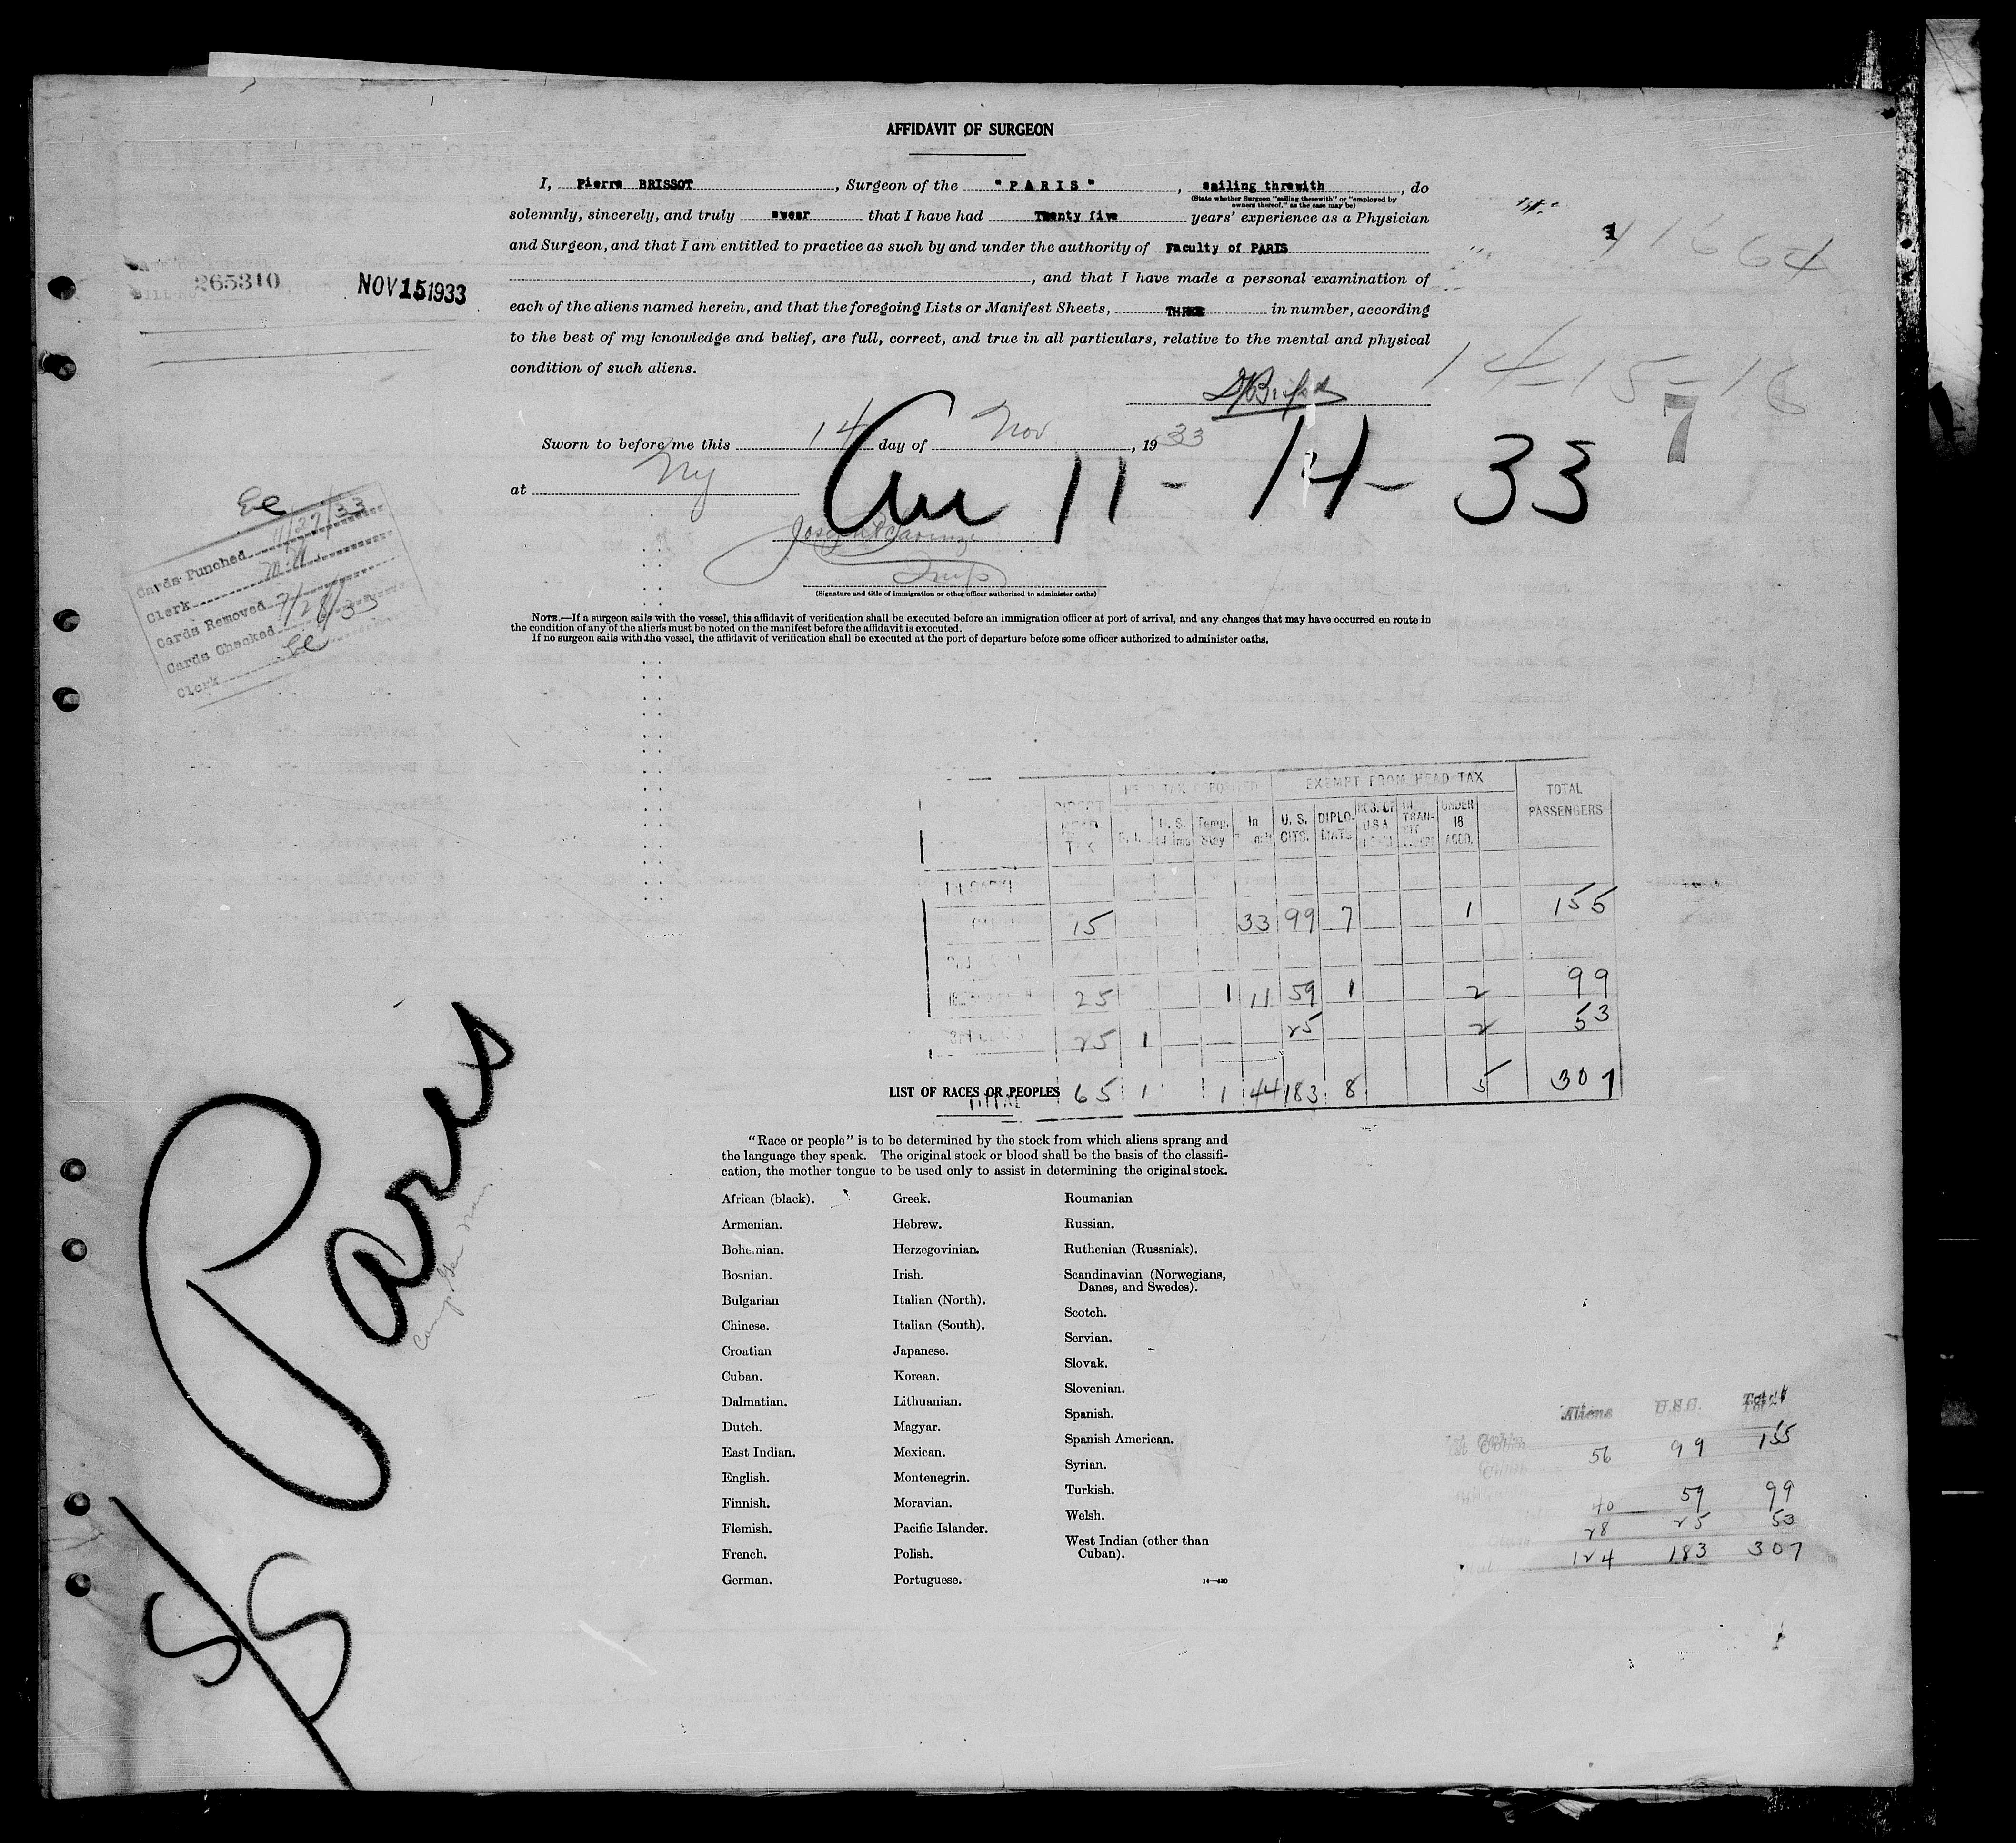 AFFIDAVIT OF SURGEON
I, Pierre BRISSOT, Surgeon of the "PARIS", sailing threwith, do
(State whether Surgeon "sailing therewith" or "employed by
owners thereof," as the case may be)
solemnly, sincerely, and truly swear that I have had Twenty five years' experience as a Physician
and Surgeon, and that I am entitled to practice as such by and under the authority of Faculty of PARIS
, and that I have made a personal examination of
each of the aliens named herein, and that the foregoing Lists or Manifest Sheets, THREE in number, according
to the best of my knowledge and belief, are full, correct, and true in all particulars, relative to the mental and physical
condition of such aliens.
265310
NOV 15 1933
14-15-16
7
Sworn to before me this 14 day of Nov, 1933
at Ny
Arr 11-14-33
(Signature and title of immigration or other officer authorized to administer oaths)
Cards Punched 11/27/33
Clerk
Cards Removed
Cards Checked
Clerk
NOTE.—If a surgeon sails with the vessel, this affidavit of verification shall be executed before an immigration officer at port of arrival, and any changes that may have occurred en route in
the condition of any of the aliens must be noted on the manifest before the affidavit is executed.
If no surgeon sails with the vessel, the affidavit of verification shall be executed at the port of departure before some officer authorized to administer oaths.
EXEMPT FROM HEAD TAX
TOTAL PASSENGERS
Temp. Stay
In
U. S. CITS.
DIPLOMATS
UNDER 16 ACCD.
15 33 99 7 1 155
25 1 11 59 1 2 99
25 1 25 2 53
65 1 1 44 183 8 5 307
LIST OF RACES OR PEOPLES
"Race or people" is to be determined by the stock from which aliens sprang and
the language they speak. The original stock or blood shall be the basis of the classifi-
cation, the mother tongue to be used only to assist in determining the original stock.
African (black).
Armenian.
Bohemian.
Bosnian.
Bulgarian
Chinese.
Croatian
Cuban.
Dalmatian.
Dutch.
East Indian.
English.
Finnish.
Flemish.
French.
German.
Greek.
Hebrew.
Herzegovinian.
Irish.
Italian (North).
Italian (South).
Japanese.
Korean.
Lithuanian.
Magyar.
Mexican.
Montenegrin.
Moravian.
Pacific Islander.
Polish.
Portuguese.
Roumanian
Russian.
Ruthenian (Russniak).
Scandinavian (Norwegians,
Danes, and Swedes).
Scotch.
Servian.
Slovak.
Slovenian.
Spanish.
Spanish American.
Syrian.
Turkish.
Welsh.
West Indian (other than
Cuban).
14—430
Aliens U.S.C. Total
56 99 155
40 59 99
28 25 53
124 183 307
S/S Paris